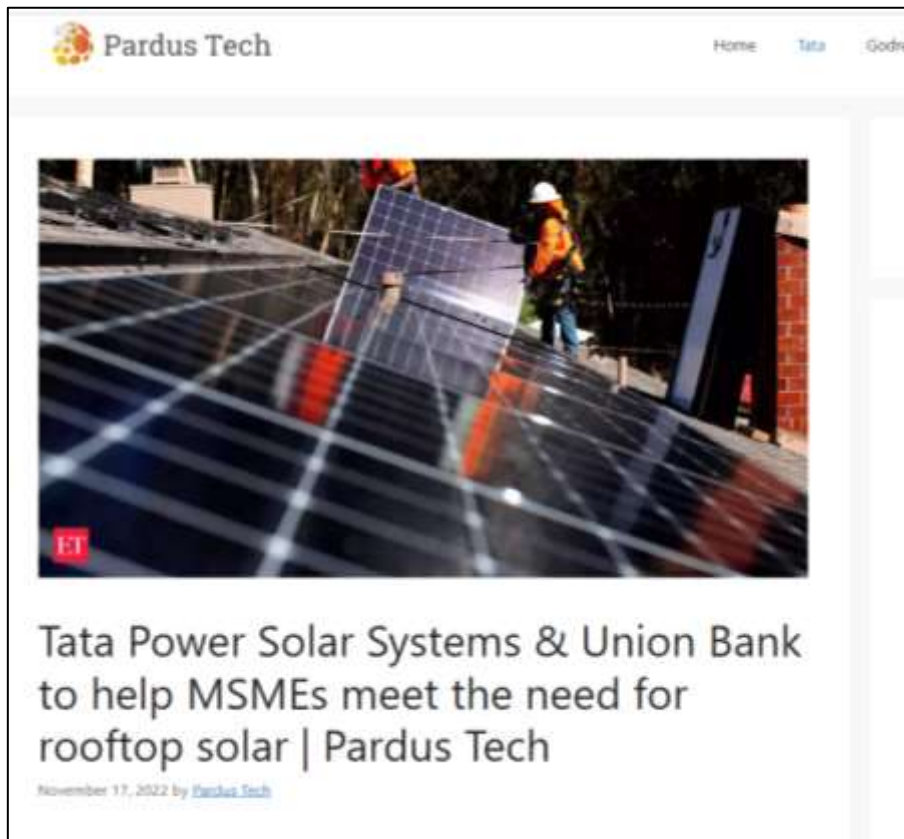 Pardus Tech
Home Tata Godre
ET
Tata Power Solar Systems & Union Bank
to help MSMEs meet the need for
rooftop solar | Pardus Tech
November 17, 2022 by Pardus Tech